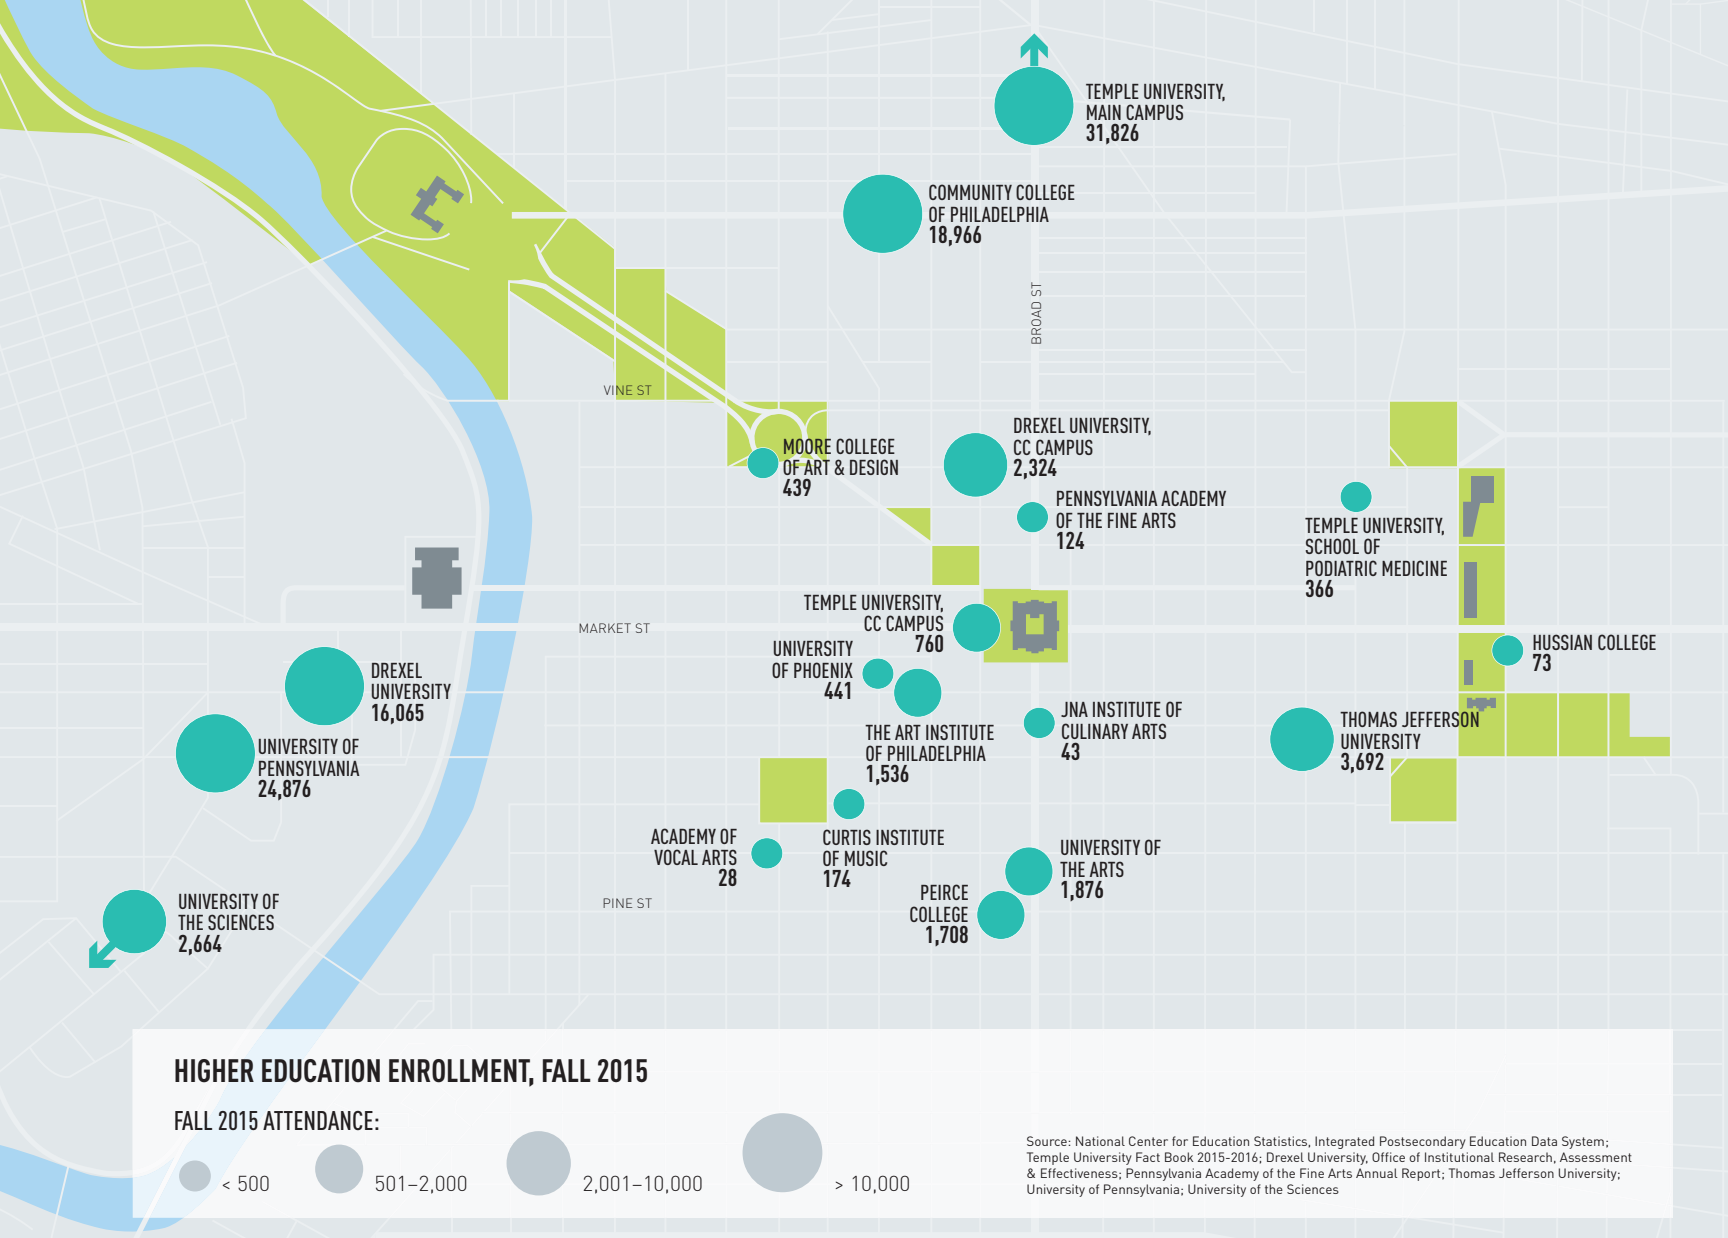 TEMPLE UNIVERSITY,
MAIN CAMPUS
31,826
COMMUNITY COLLEGE
OF PHILADELPHIA
18,966
BROAD ST
VINE ST
MOORE COLLEGE
OF ART & DESIGN
439
DREXEL UNIVERSITY,
CC CAMPUS
2,324
PENNSYLVANIA ACADEMY
OF THE FINE ARTS
124
TEMPLE UNIVERSITY,
SCHOOL OF
PODIATRIC MEDICINE
366
TEMPLE UNIVERSITY,
CC CAMPUS
760
MARKET ST
UNIVERSITY
OF PHOENIX
441
HUSSIAN COLLEGE
73
DREXEL
UNIVERSITY
16,065
UNIVERSITY OF
PENNSYLVANIA
24,876
THE ART INSTITUTE
OF PHILADELPHIA
1,536
JNA INSTITUTE OF
CULINARY ARTS
43
THOMAS JEFFERSON
UNIVERSITY
3,692
ACADEMY OF
VOCAL ARTS
28
CURTIS INSTITUTE
OF MUSIC
174
UNIVERSITY OF
THE ARTS
1,876
PEIRCE
COLLEGE
1,708
PINE ST
UNIVERSITY OF
THE SCIENCES
2,664
HIGHER EDUCATION ENROLLMENT, FALL 2015
FALL 2015 ATTENDANCE:
< 500
501–2,000
2,001–10,000
> 10,000
Source: National Center for Education Statistics, Integrated Postsecondary Education Data System;
Temple University Fact Book 2015-2016; Drexel University, Office of Institutional Research, Assessment
& Effectiveness; Pennsylvania Academy of the Fine Arts Annual Report; Thomas Jefferson University;
University of Pennsylvania; University of the Sciences